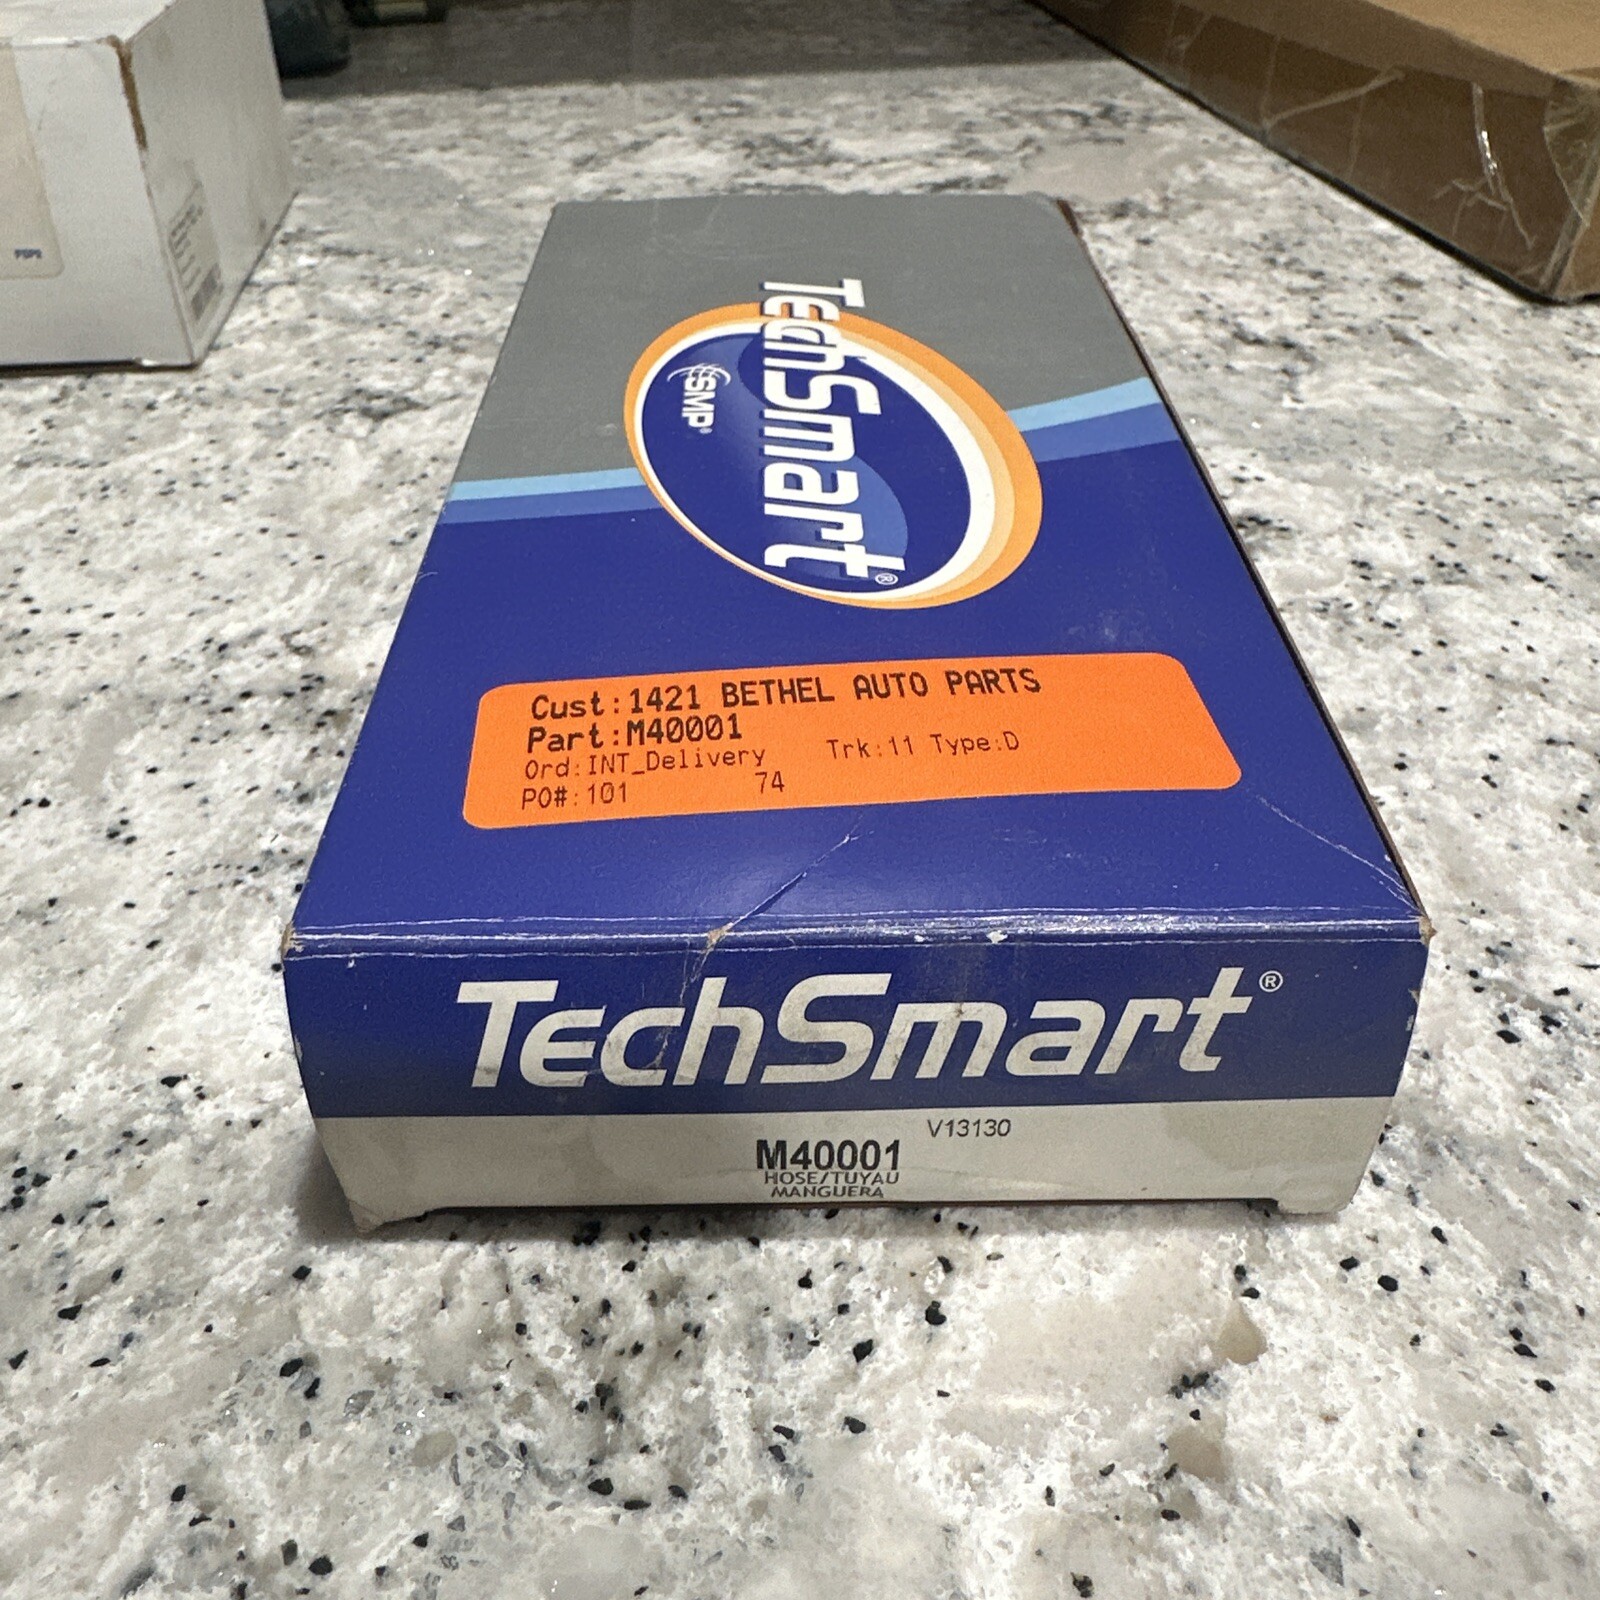 TechSmart®
SMP®
Cust:1421 BETHEL AUTO PARTS
Part:M40001
Ord:INT_Delivery Trk:11 Type:D
PO#:101 74
TechSmart®
V13130
M40001
HOSE/TUYAU
MANGUERA